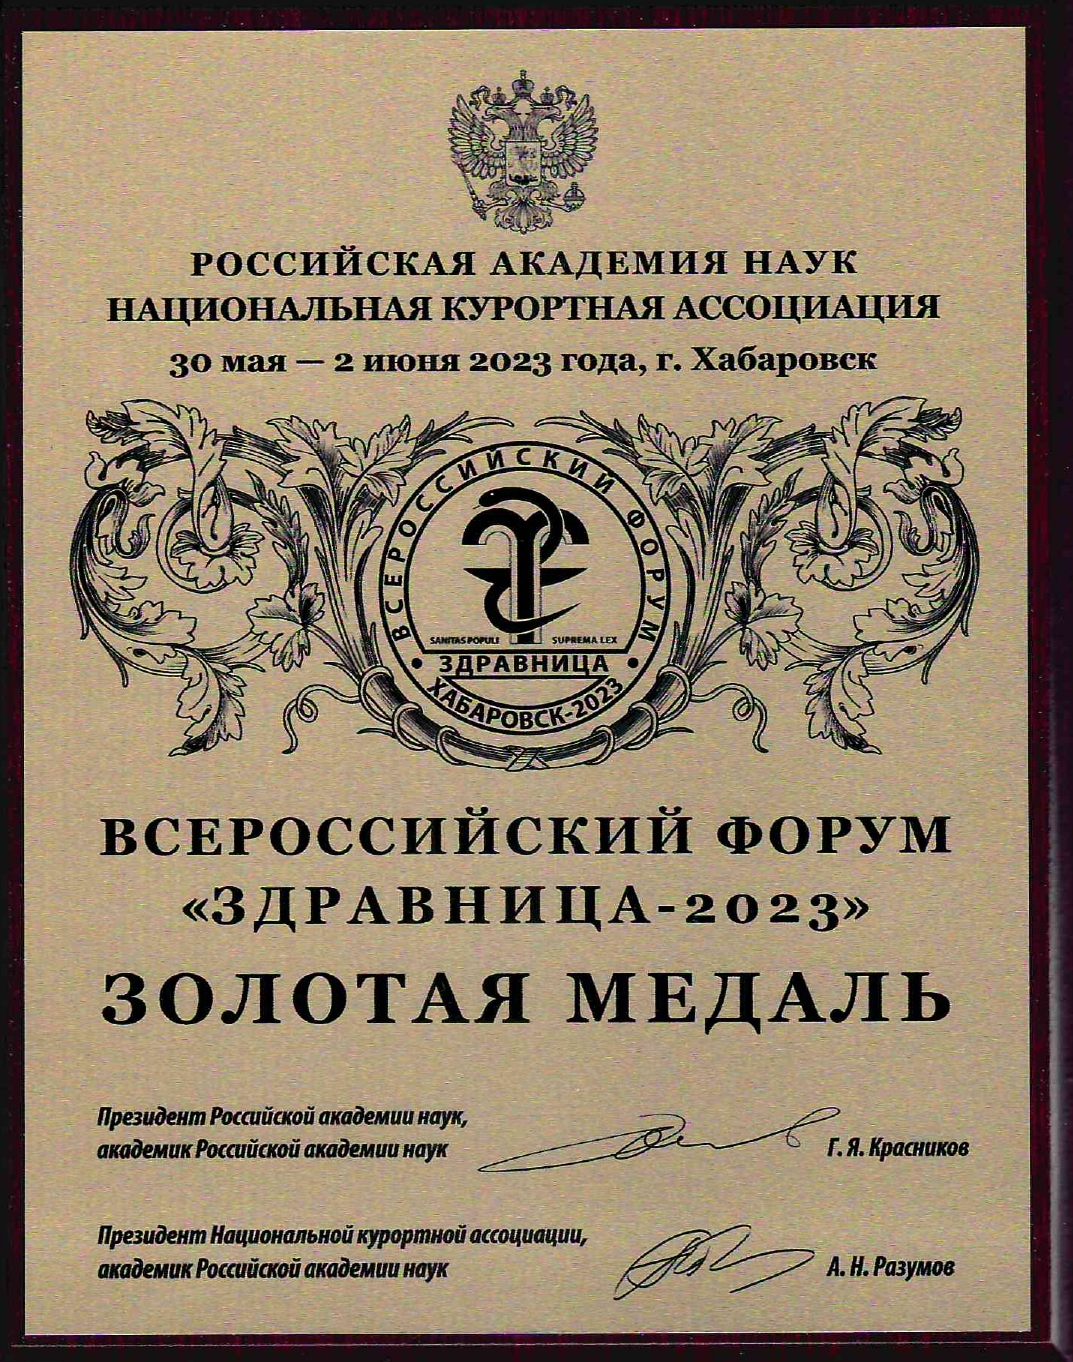 РОССИЙСКАЯ АКАДЕМИЯ НАУК
НАЦИОНАЛЬНАЯ КУРОРТНАЯ АССОЦИАЦИЯ
30 мая — 2 июня 2023 года, г. Хабаровск
ВСЕРОССИЙСКИЙ ФОРУМ
SANITAS POPULI SUPREMA LEX
• ЗДРАВНИЦА •
ХАБАРОВСК-2023
ВСЕРОССИЙСКИЙ ФОРУМ
«ЗДРАВНИЦА-2023»
ЗОЛОТАЯ МЕДАЛЬ
Президент Российской академии наук,
академик Российской академии наук Г. Я. Красников
Президент Национальной курортной ассоциации,
академик Российской академии наук А. Н. Разумов